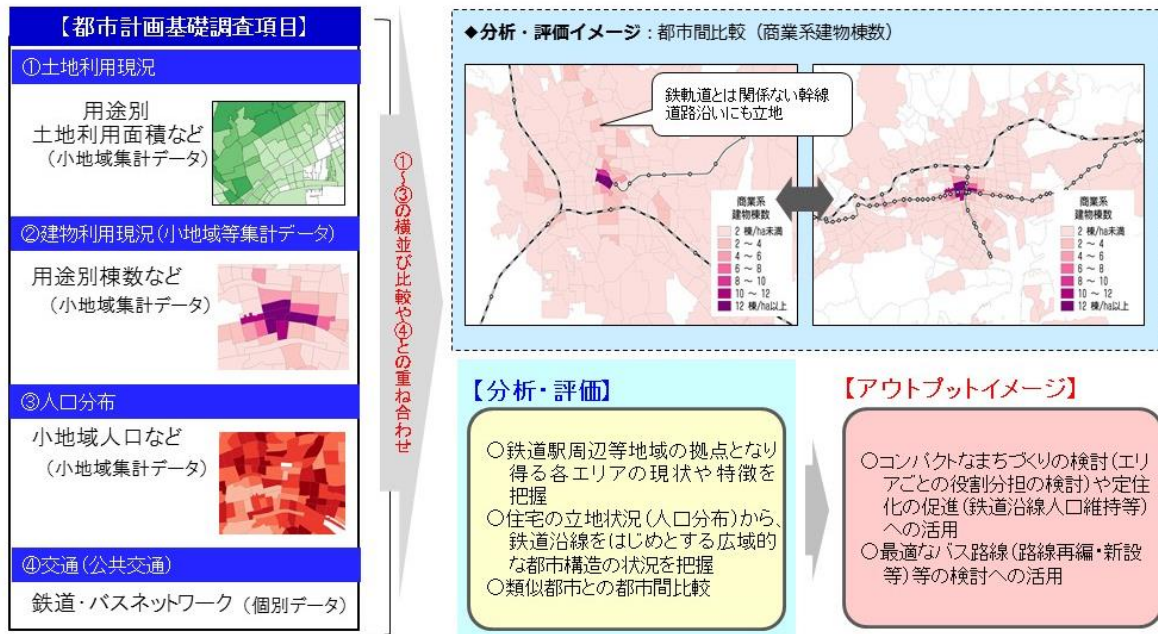 【都市計画基礎調査項目】
①土地利用現況
用途別
土地利用面積など
（小地域集計データ）
②建物利用現況(小地域等集計データ)
用途別棟数など
（小地域集計データ）
③人口分布
小地域人口など
（小地域集計データ）
④交通(公共交通)
鉄道・バスネットワーク（個別データ）
①～③の横並び比較や④との重ね合わせ
◆分析・評価イメージ：都市間比較（商業系建物棟数）
鉄軌道とは関係ない幹線
道路沿いにも立地
商業系
建物棟数
2 棟/ha未満
2 ～ 4
4 ～ 6
6 ～ 8
8 ～ 10
10 ～ 12
12 棟/ha以上
商業系
建物棟数
2 棟/ha未満
2 ～ 4
4 ～ 6
6 ～ 8
8 ～ 10
10 ～ 12
12 棟/ha以上
【分析・評価】
○鉄道駅周辺等地域の拠点となり
得る各エリアの現状や特徴を
把握
○住宅の立地状況(人口分布)から、
鉄道沿線をはじめとする広域的
な都市構造の状況を把握
○類似都市との都市間比較
【アウトプットイメージ】
○コンパクトなまちづくりの検討(エリ
アごとの役割分担の検討)や定住
化の促進(鉄道沿線人口維持等)
への活用
○最適なバス路線(路線再編・新設
等)等の検討への活用